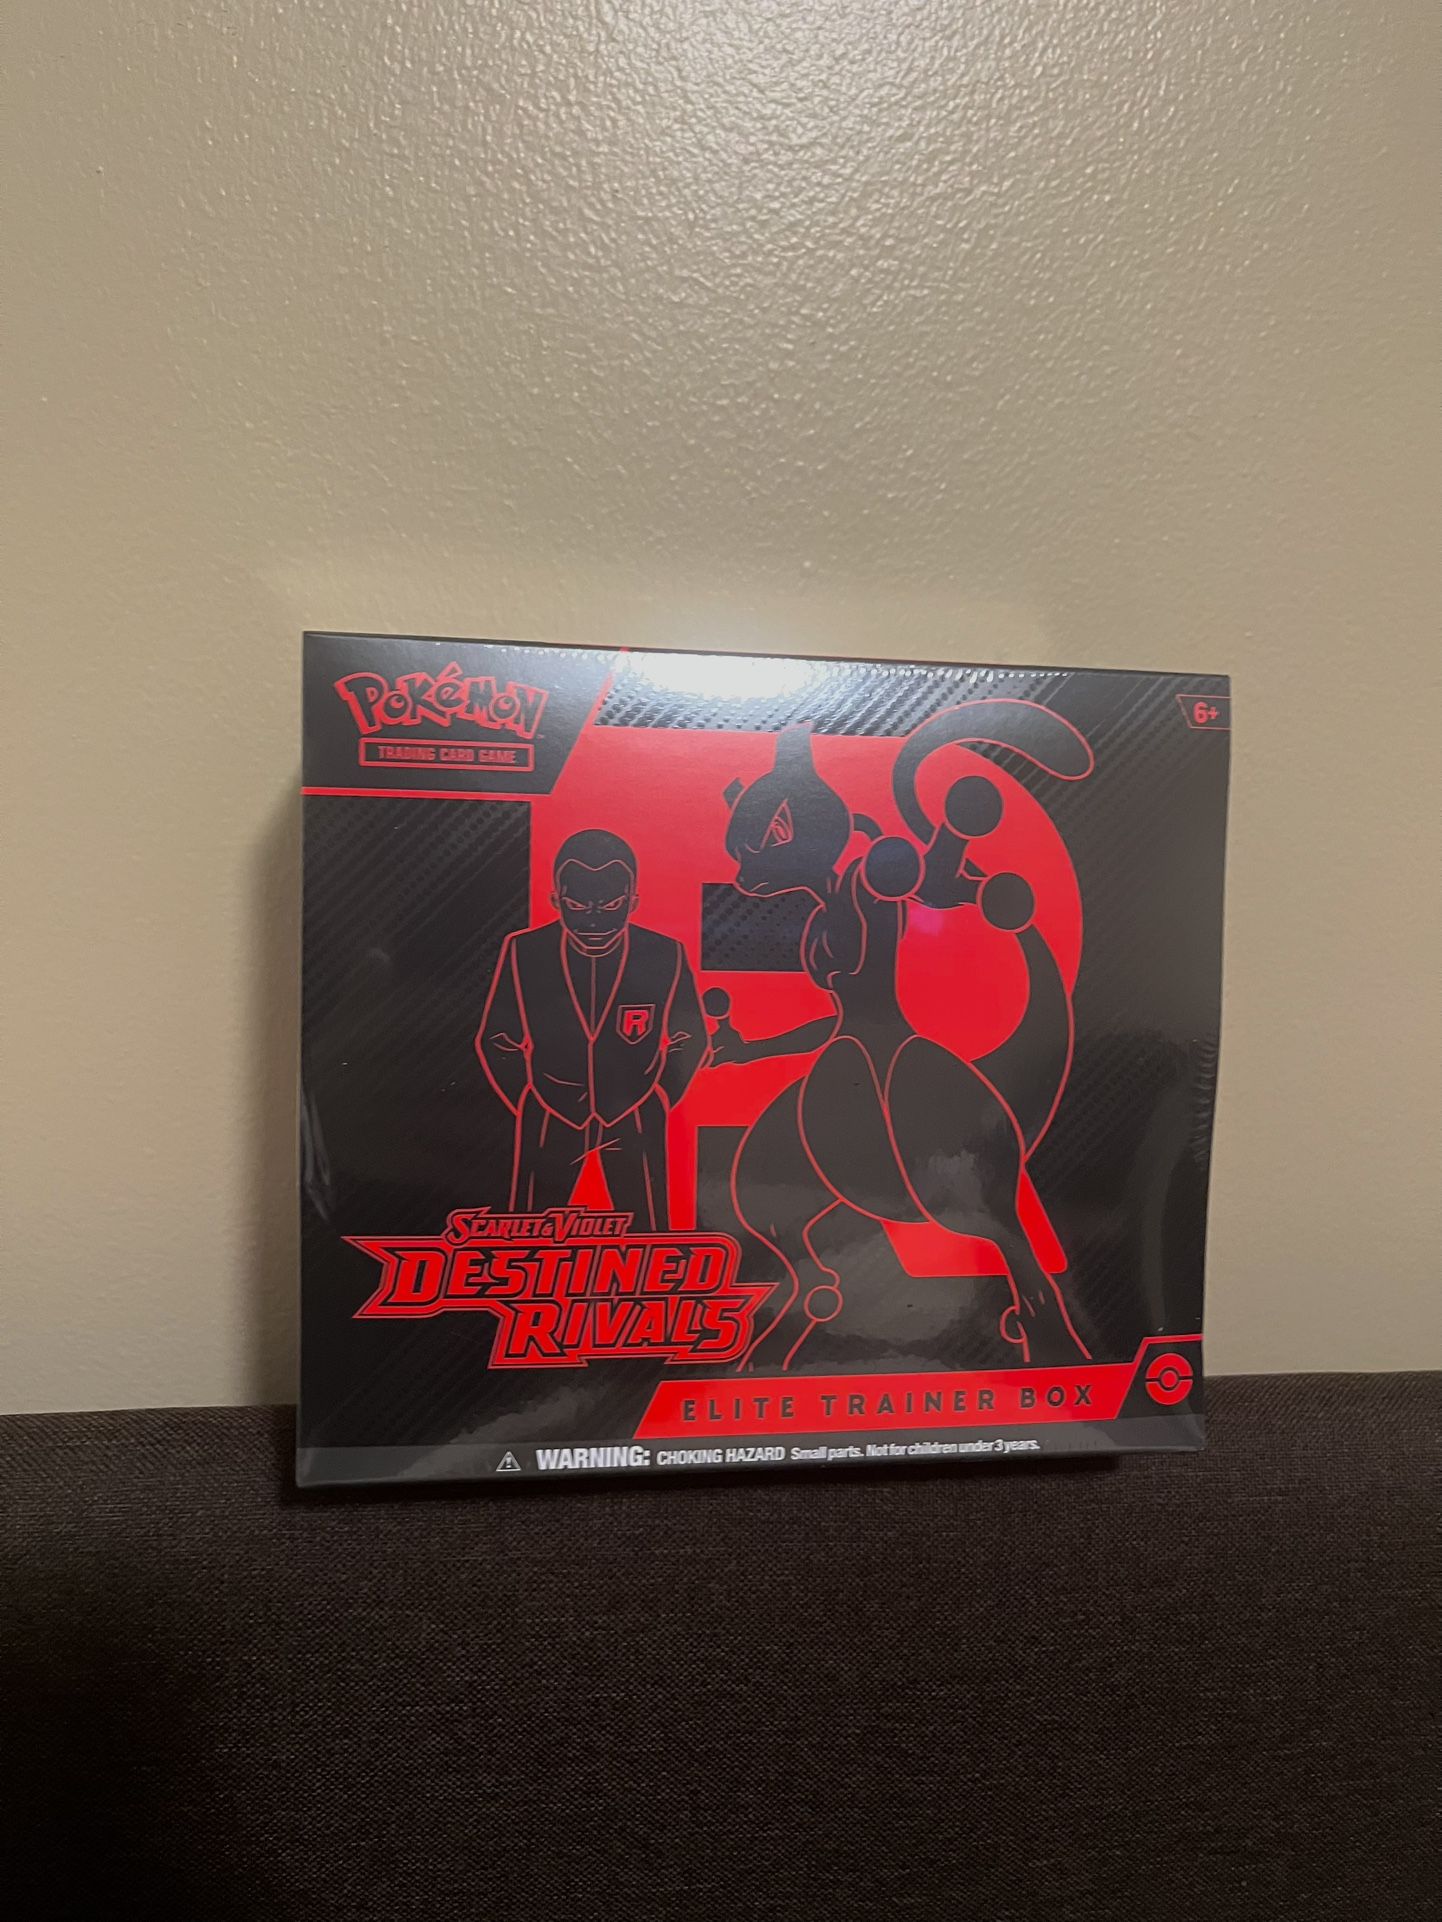 POKéMON
TRADING CARD GAME
6+
R
SCARLET & VIOLET
DESTINED
RIVALS
ELITE TRAINER BOX
WARNING: CHOKING HAZARD Small parts. Not for children under 3 years.